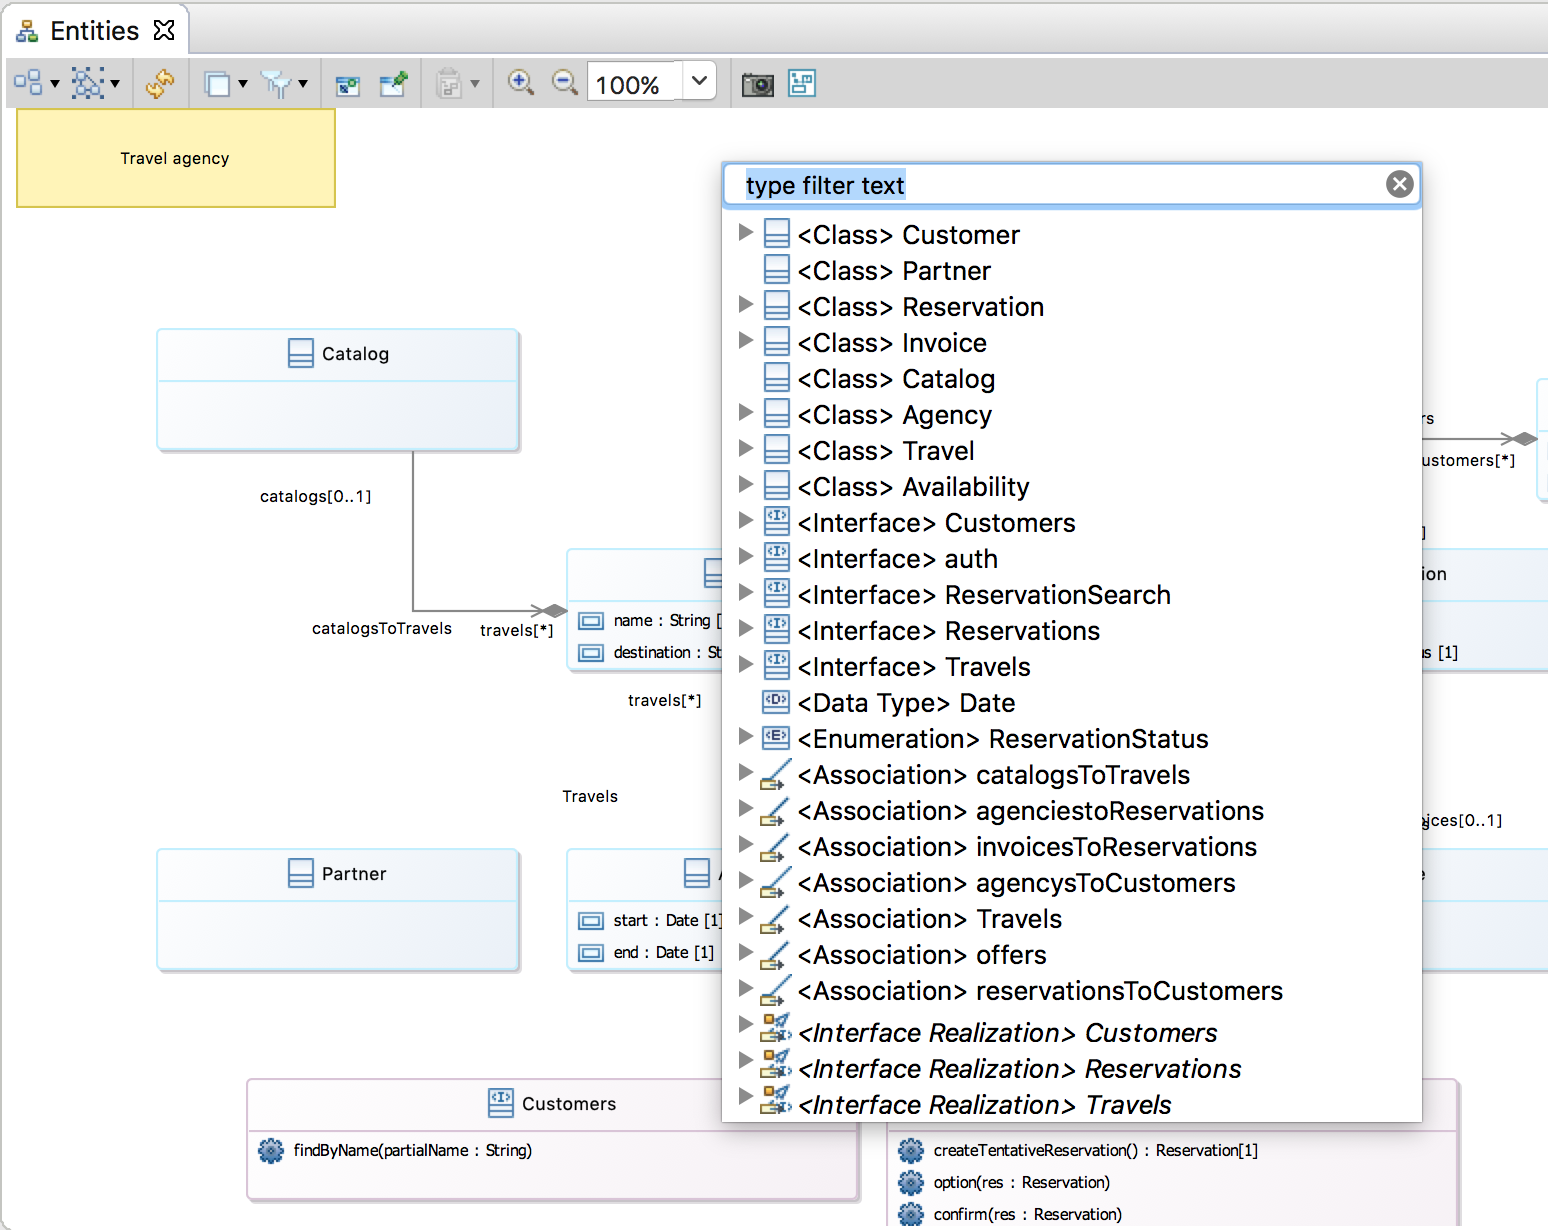 Entities
100%
Travel agency
type filter text
<Class> Customer
<Class> Partner
<Class> Reservation
<Class> Invoice
<Class> Catalog
<Class> Agency
<Class> Travel
<Class> Availability
<Interface> Customers
<Interface> auth
<Interface> ReservationSearch
<Interface> Reservations
<Interface> Travels
<Data Type> Date
<Enumeration> ReservationStatus
<Association> catalogsToTravels
<Association> agenciestoReservations
<Association> invoicesToReservations
<Association> agencysToCustomers
<Association> Travels
<Association> offers
<Association> reservationsToCustomers
<Interface Realization> Customers
<Interface Realization> Reservations
<Interface Realization> Travels
Catalog
catalogs[0..1]
catalogsToTravels
travels[*]
name : String [
destination : St
travels[*]
Travels
Partner
start : Date [1]
end : Date [1]
rs
ustomers[*]
]
ion
us [1]
ices[0..1]
e
Customers
findByName(partialName : String)
createTentativeReservation() : Reservation[1]
option(res : Reservation)
confirm(res : Reservation)